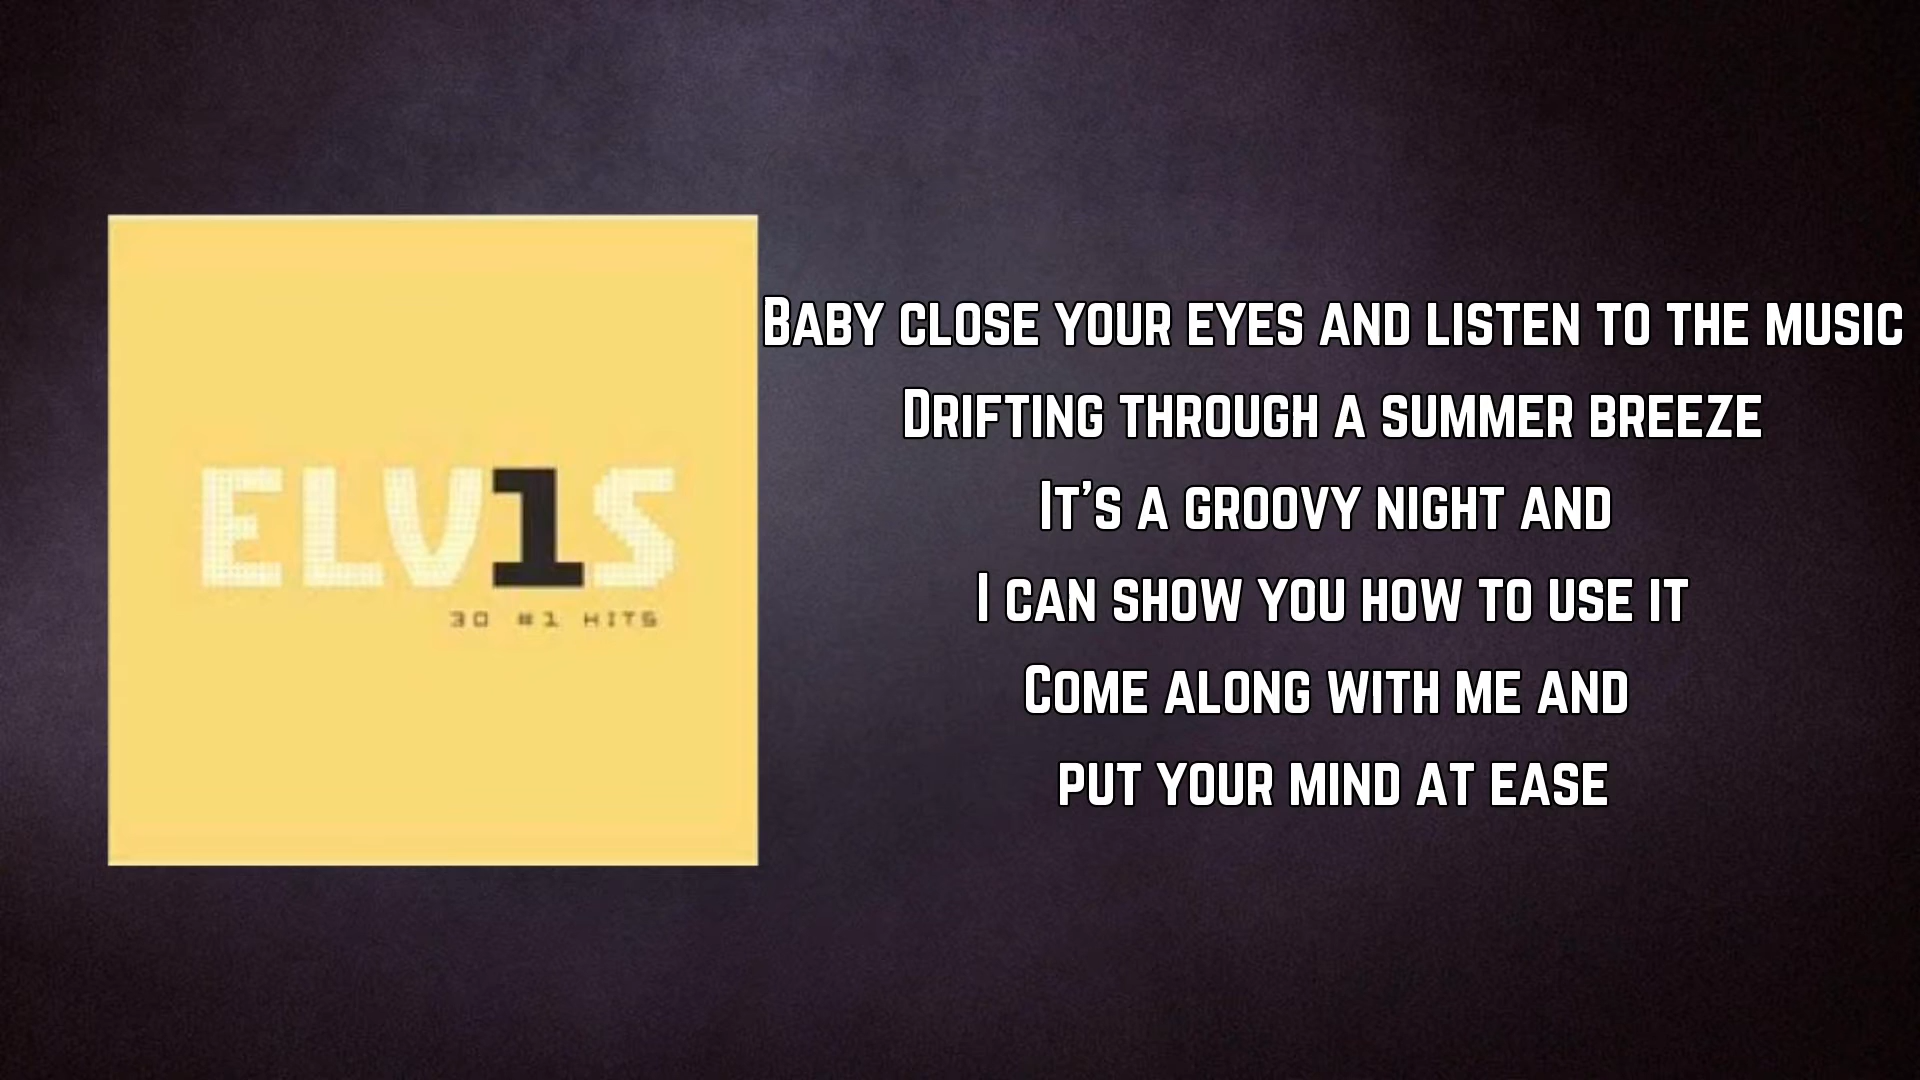 ELV1S
30 #1 HITS
Baby close your eyes and listen to the music
Drifting through a summer breeze
It's a groovy night and
I can show you how to use it
Come along with me and
put your mind at ease